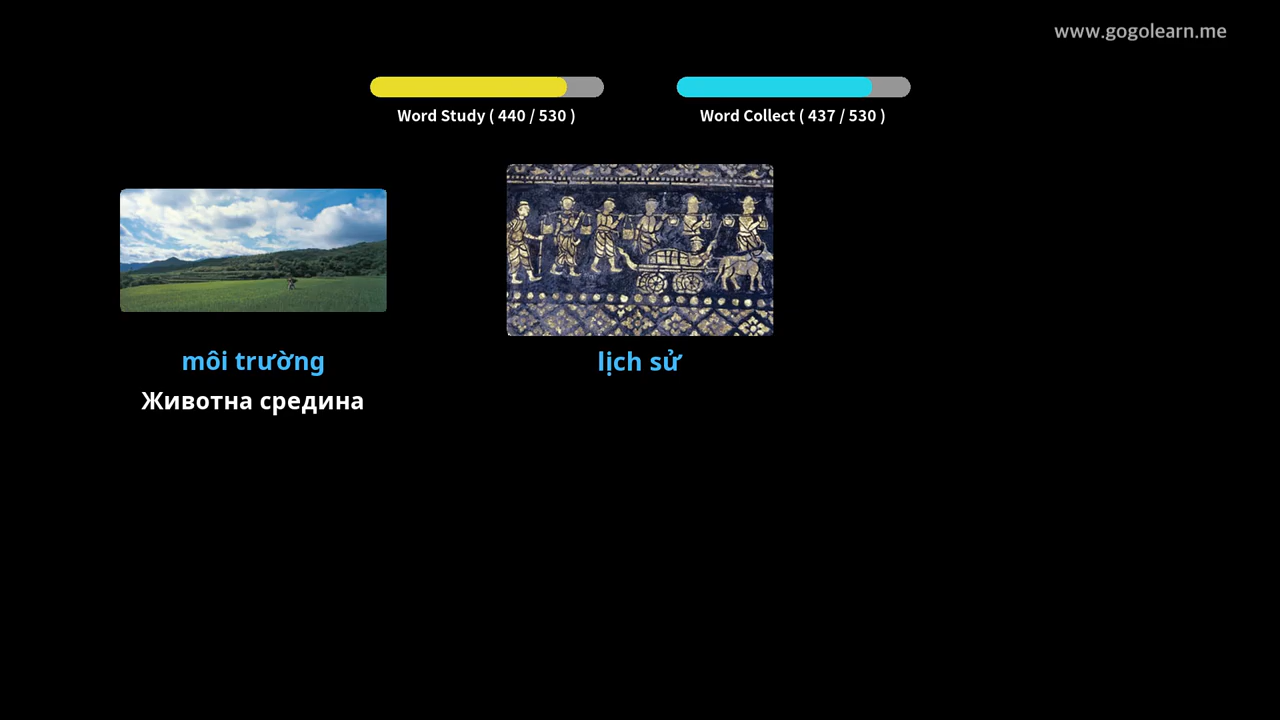 www.gogolearn.me
Word Study ( 440 / 530 )
Word Collect ( 437 / 530 )
môi trường
Животна средина
lịch sử